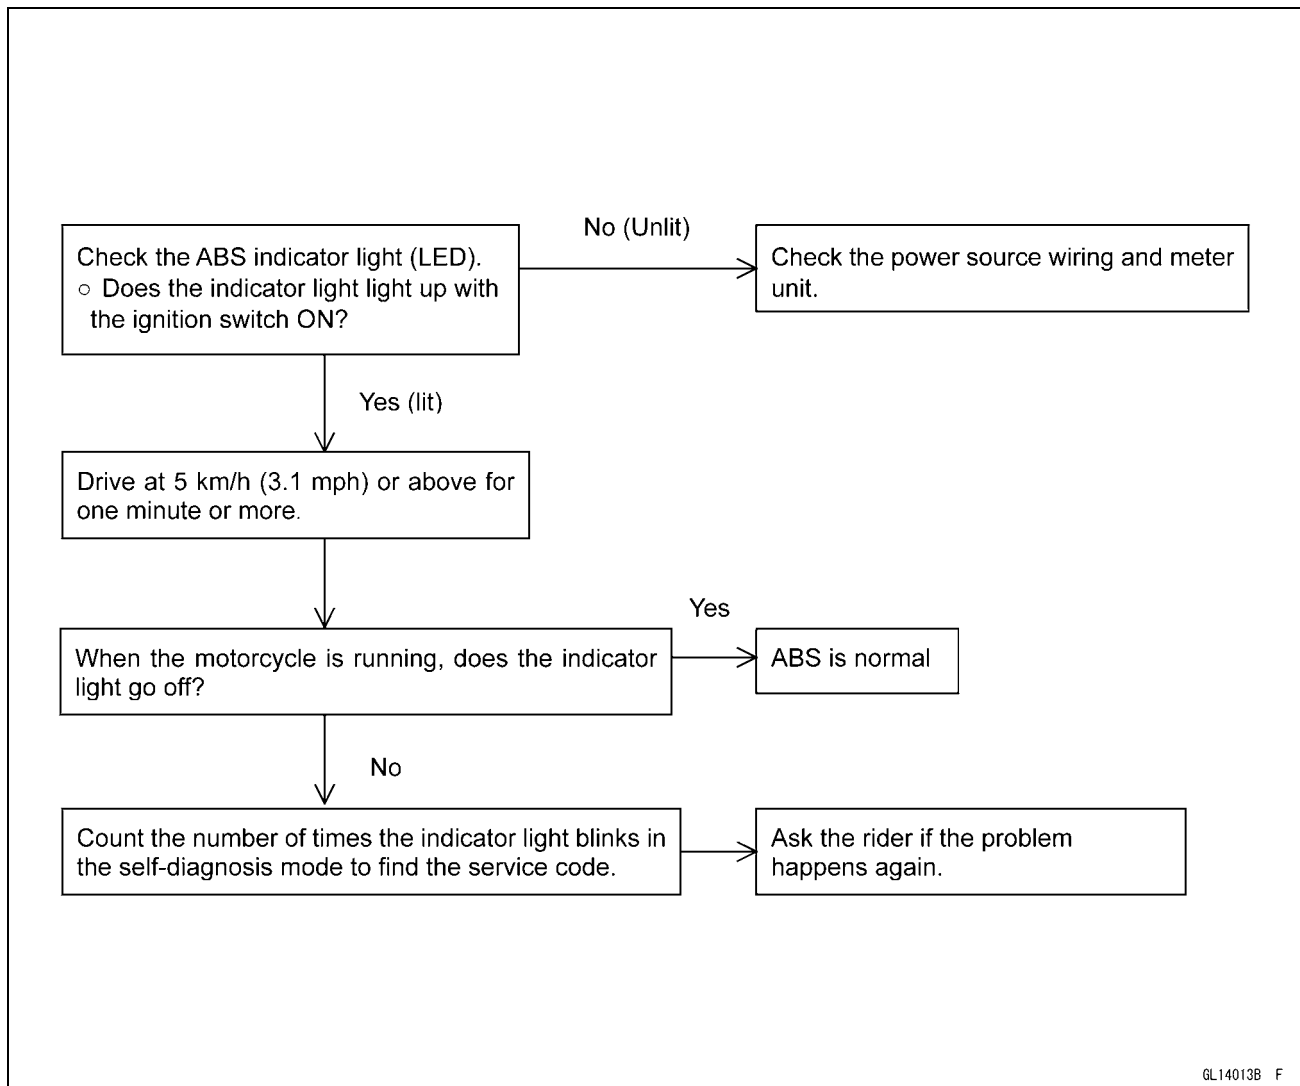 No (Unlit)
Check the ABS indicator light (LED).
○ Does the indicator light light up with
the ignition switch ON?
Check the power source wiring and meter
unit.
Yes (lit)
Drive at 5 km/h (3.1 mph) or above for
one minute or more.
Yes
When the motorcycle is running, does the indicator
light go off?
ABS is normal
No
Count the number of times the indicator light blinks in
the self-diagnosis mode to find the service code.
Ask the rider if the problem
happens again.
GL14013B F